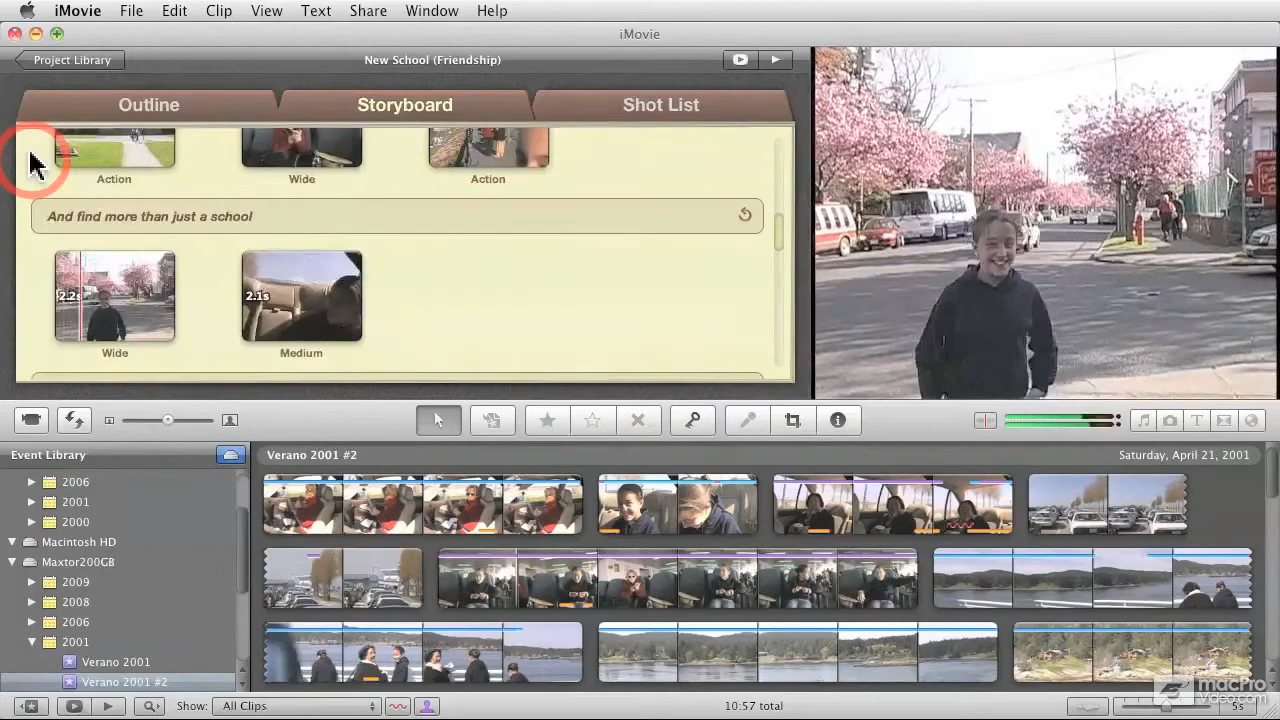 iMovie File Edit Clip View Text Share Window Help
iMovie
Project Library
New School (Friendship)
Outline Storyboard Shot List
Action Wide Action
And find more than just a school
2.2s 2.1s
Wide Medium
Event Library
Verano 2001 #2 Saturday, April 21, 2001
2006
2001
2000
Macintosh HD
Maxtor200GB
2009
2008
2006
2001
Verano 2001
Verano 2001 #2
macProVideo.com
Show: All Clips 10:57 total 5s